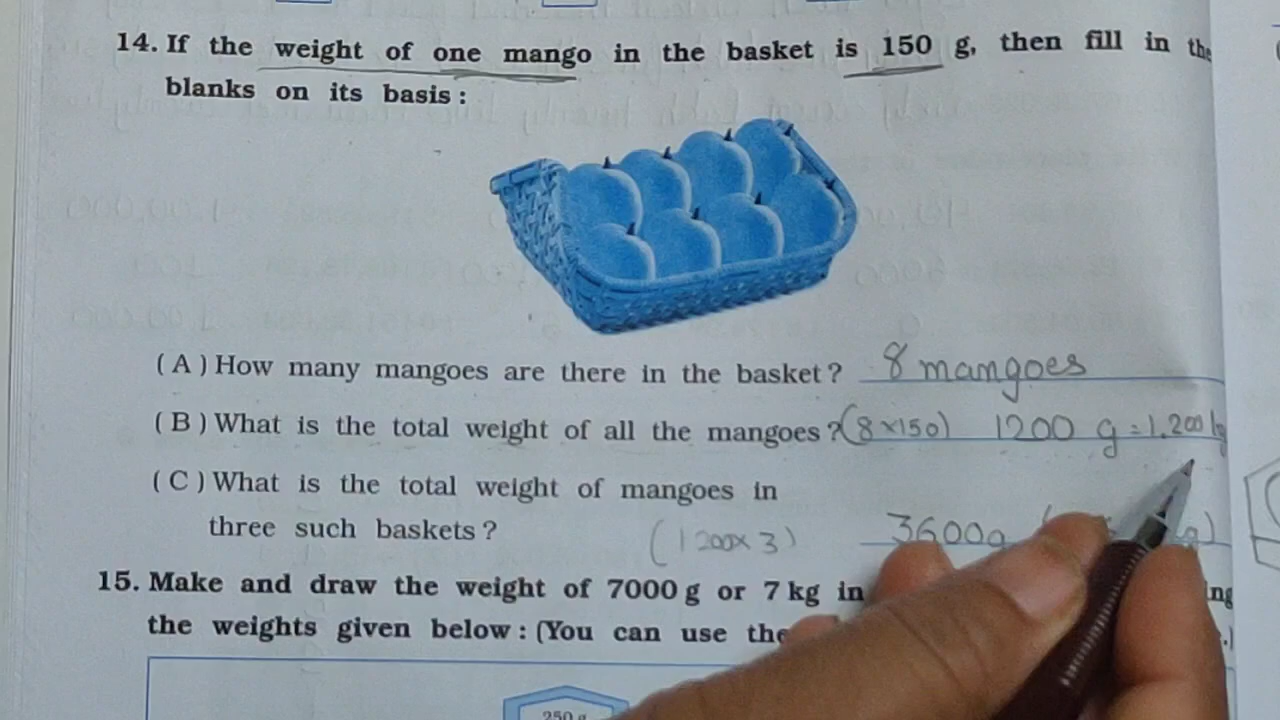 14. If the weight of one mango in the basket is 150 g, then fill in the
blanks on its basis :
( A ) How many mangoes are there in the basket ? 8 mangoes
( B ) What is the total weight of all the mangoes ? (8 × 150) 1200 g = 1.200 kg
( C ) What is the total weight of mangoes in
three such baskets ? (1200 × 3) 3600g ( kg)
15. Make and draw the weight of 7000 g or 7 kg in
the weights given below : (You can use the
250 g